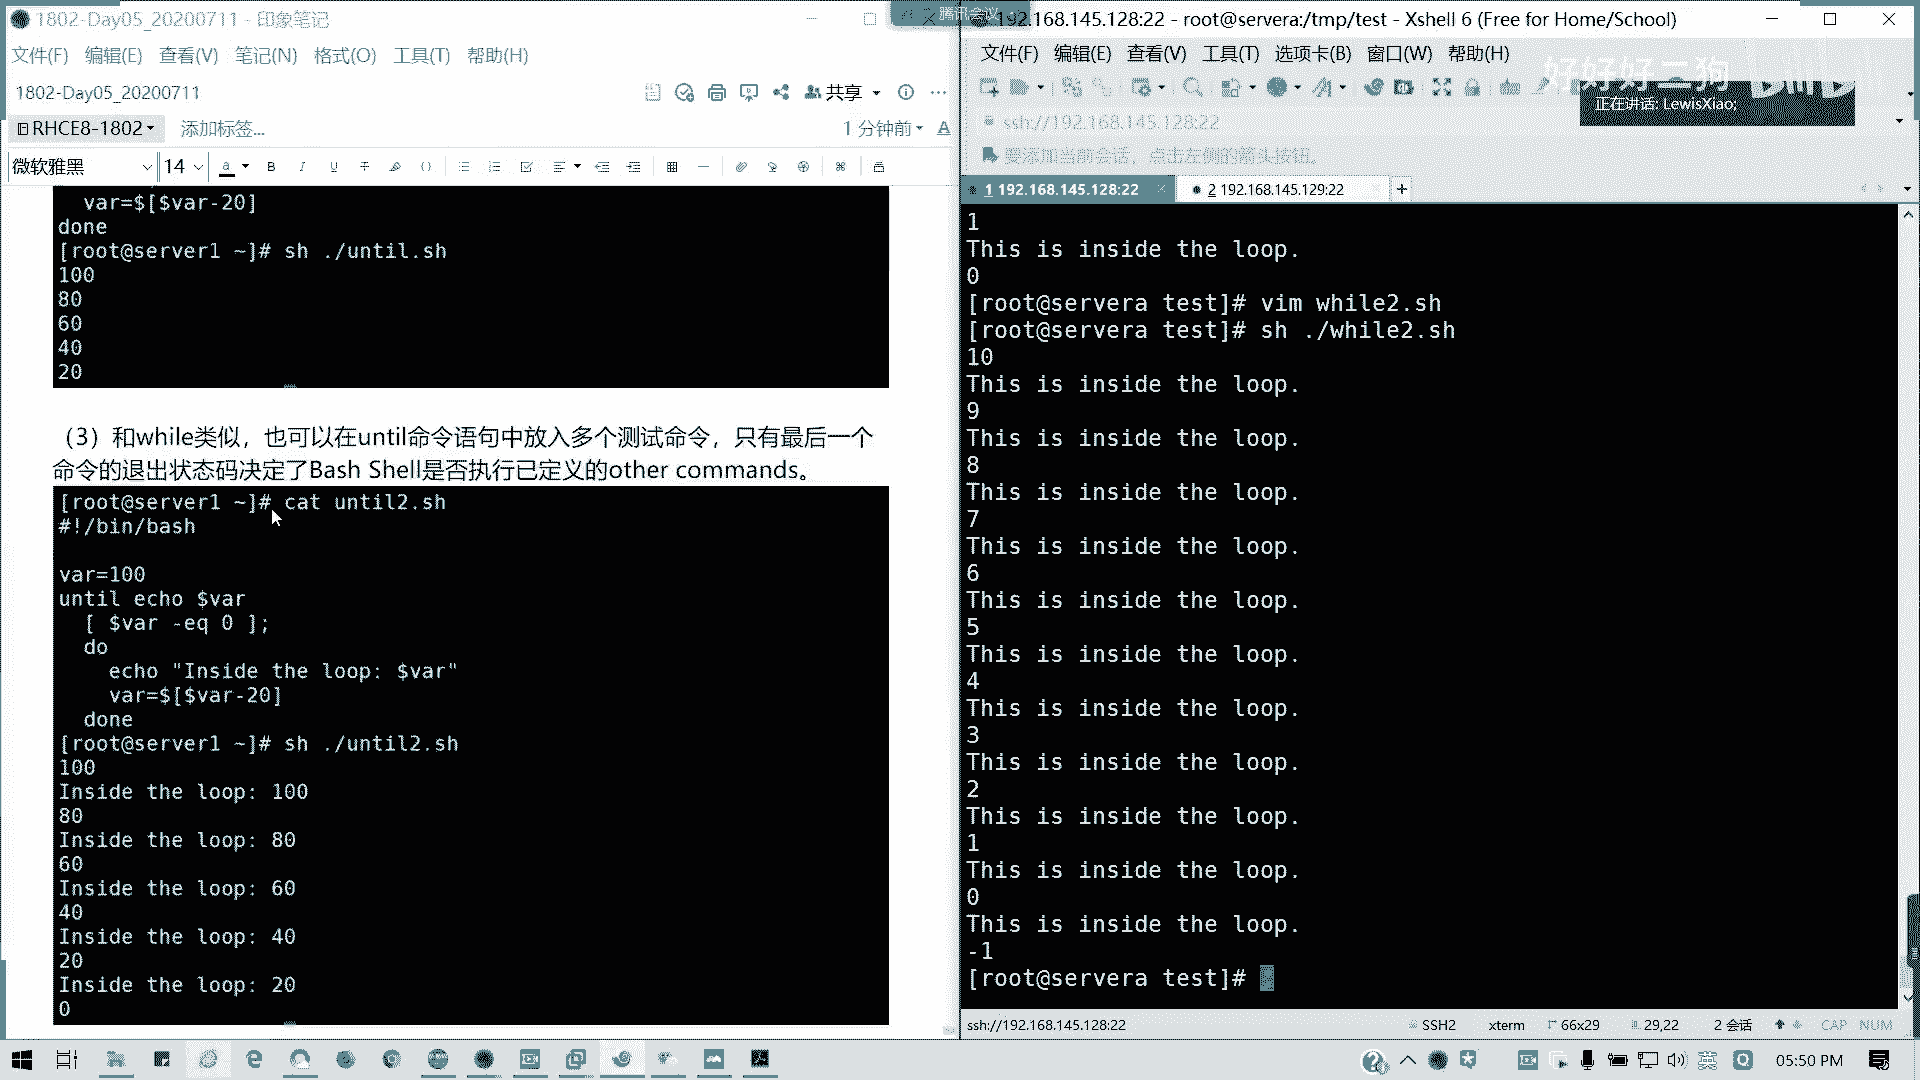 1802-Day05_20200711 - 印象笔记
文件(F) 编辑(E) 查看(V) 笔记(N) 格式(O) 工具(T) 帮助(H)
1802-Day05_20200711
共享
RHCE8-1802
添加标签...
1 分钟前
微软雅黑
14
var=$[$var-20]
done
[root@server1 ~]# sh ./until.sh
100
80
60
40
20
（3）和while类似，也可以在until命令语句中放入多个测试命令，只有最后一个
命令的退出状态码决定了Bash Shell是否执行已定义的other commands。
[root@server1 ~]# cat until2.sh
#!/bin/bash
var=100
until echo $var
[ $var -eq 0 ];
do
echo "Inside the loop: $var"
var=$[$var-20]
done
[root@server1 ~]# sh ./until2.sh
100
Inside the loop: 100
80
Inside the loop: 80
60
Inside the loop: 60
40
Inside the loop: 40
20
Inside the loop: 20
0
腾讯会议
192.168.145.128:22 - root@servera:/tmp/test - Xshell 6 (Free for Home/School)
文件(F) 编辑(E) 查看(V) 工具(T) 选项卡(B) 窗口(W) 帮助(H)
好好好二狗
正在讲话: LewisXiao;
ssh://192.168.145.128:22
要添加当前会话，点击左侧的箭头按钮。
1 192.168.145.128:22
2 192.168.145.129:22
1
This is inside the loop.
0
[root@servera test]# vim while2.sh
[root@servera test]# sh ./while2.sh
10
This is inside the loop.
9
This is inside the loop.
8
This is inside the loop.
7
This is inside the loop.
6
This is inside the loop.
5
This is inside the loop.
4
This is inside the loop.
3
This is inside the loop.
2
This is inside the loop.
1
This is inside the loop.
0
This is inside the loop.
-1
[root@servera test]#
ssh://192.168.145.128:22
SSH2
xterm
66x29
29,22
2 会话
CAP NUM
英
05:50 PM